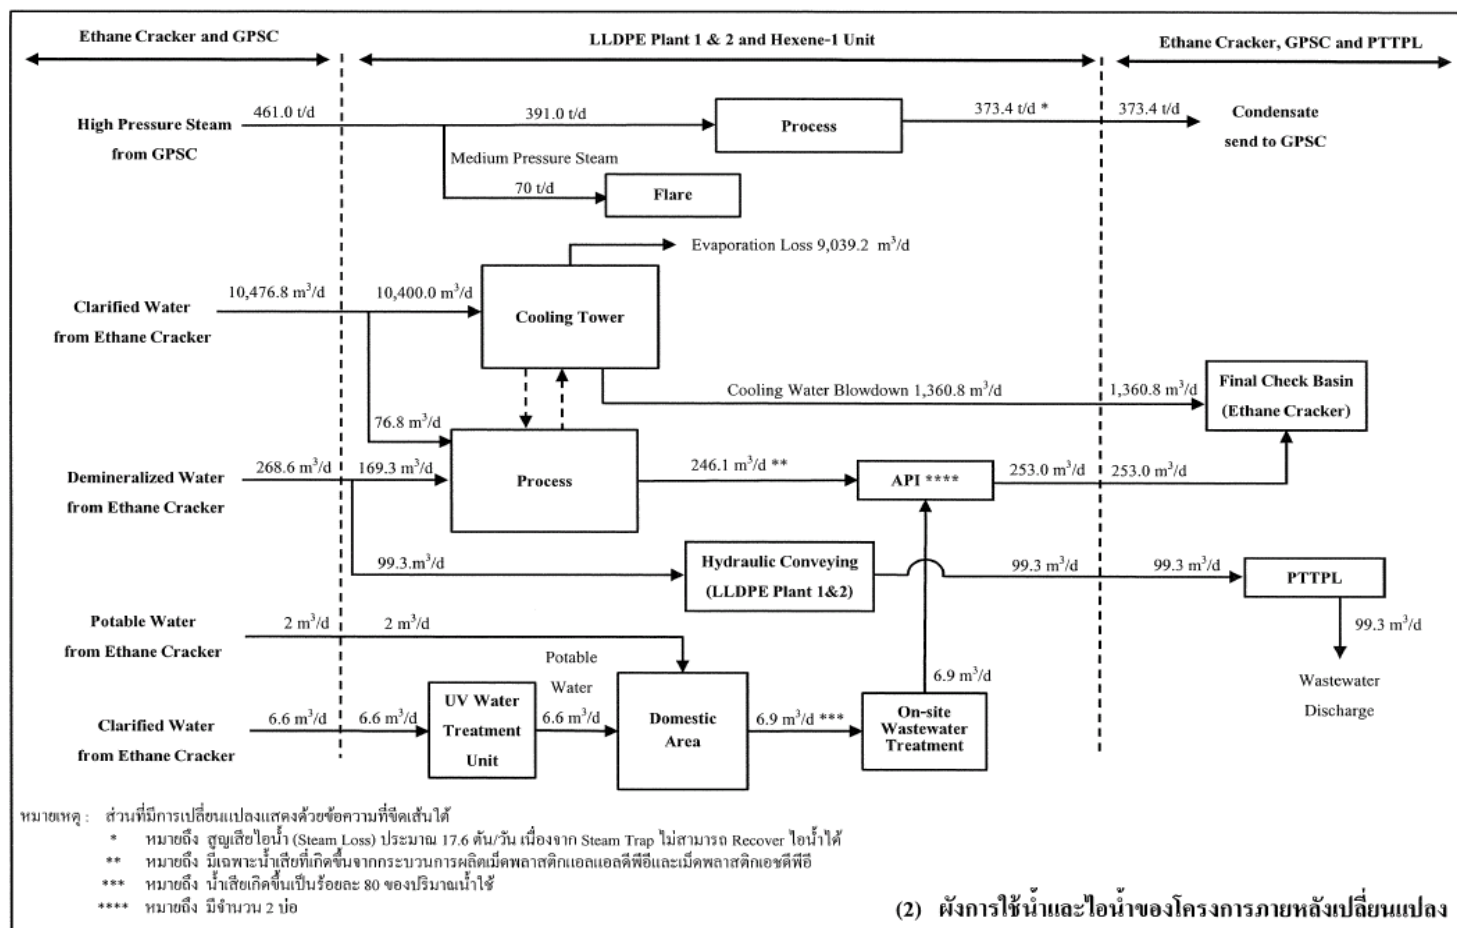 Ethane Cracker and GPSC
LLDPE Plant 1 & 2 and Hexene-1 Unit
Ethane Cracker, GPSC and PTTPL
High Pressure Steam
from GPSC
461.0 t/d
391.0 t/d
Process
373.4 t/d *
373.4 t/d
Condensate
send to GPSC
Medium Pressure Steam
70 t/d
Flare
Evaporation Loss 9,039.2 m³/d
Clarified Water
from Ethane Cracker
10,476.8 m³/d
10,400.0 m³/d
Cooling Tower
Cooling Water Blowdown 1,360.8 m³/d
1,360.8 m³/d
Final Check Basin
(Ethane Cracker)
76.8 m³/d
Demineralized Water
from Ethane Cracker
268.6 m³/d
169.3 m³/d
Process
246.1 m³/d **
API ****
253.0 m³/d
253.0 m³/d
99.3.m³/d
Hydraulic Conveying
(LLDPE Plant 1&2)
99.3 m³/d
99.3 m³/d
PTTPL
99.3 m³/d
Wastewater
Discharge
Potable Water
from Ethane Cracker
2 m³/d
2 m³/d
Potable
Water
Clarified Water
from Ethane Cracker
6.6 m³/d
6.6 m³/d
UV Water
Treatment
Unit
6.6 m³/d
Domestic
Area
6.9 m³/d ***
On-site
Wastewater
Treatment
6.9 m³/d
หมายเหตุ : ส่วนที่มีการเปลี่ยนแปลงแสดงด้วยข้อความที่ขีดเส้นใต้
* หมายถึง สูญเสียไอน้ำ (Steam Loss) ประมาณ 17.6 ตัน/วัน เนื่องจาก Steam Trap ไม่สามารถ Recover ไอน้ำได้
** หมายถึง มีเฉพาะน้ำเสียที่เกิดขึ้นจากกระบวนการผลิตเม็ดพลาสติกแอลแอลดีพีอีและเม็ดพลาสติกเอชดีพีอี
*** หมายถึง น้ำเสียเกิดขึ้นเป็นร้อยละ 80 ของปริมาณน้ำใช้
**** หมายถึง มีจำนวน 2 บ่อ
(2) ผังการใช้น้ำและไอน้ำของโครงการภายหลังเปลี่ยนแปลง